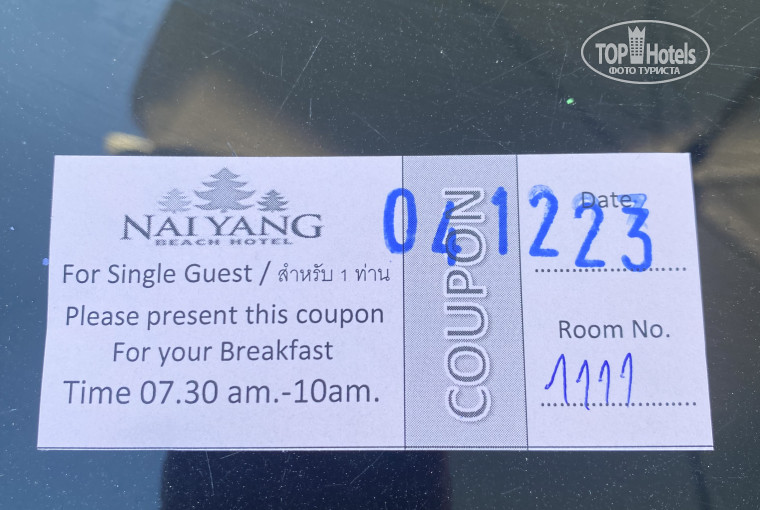 TOP Hotels
ФОТО ТУРИСТА
NAI YANG
BEACH HOTEL
For Single Guest / สำหรับ 1 ท่าน
Please present this coupon
For your Breakfast
Time 07.30 am.-10am.
COUPON
041223
Date
Room No.
1111